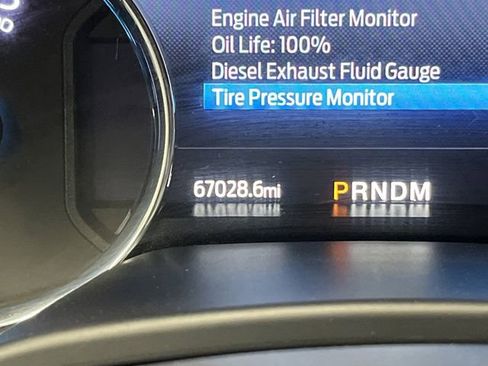 Engine Air Filter Monitor
Oil Life: 100%
Diesel Exhaust Fluid Gauge
Tire Pressure Monitor
67028.6mi
PRNDM